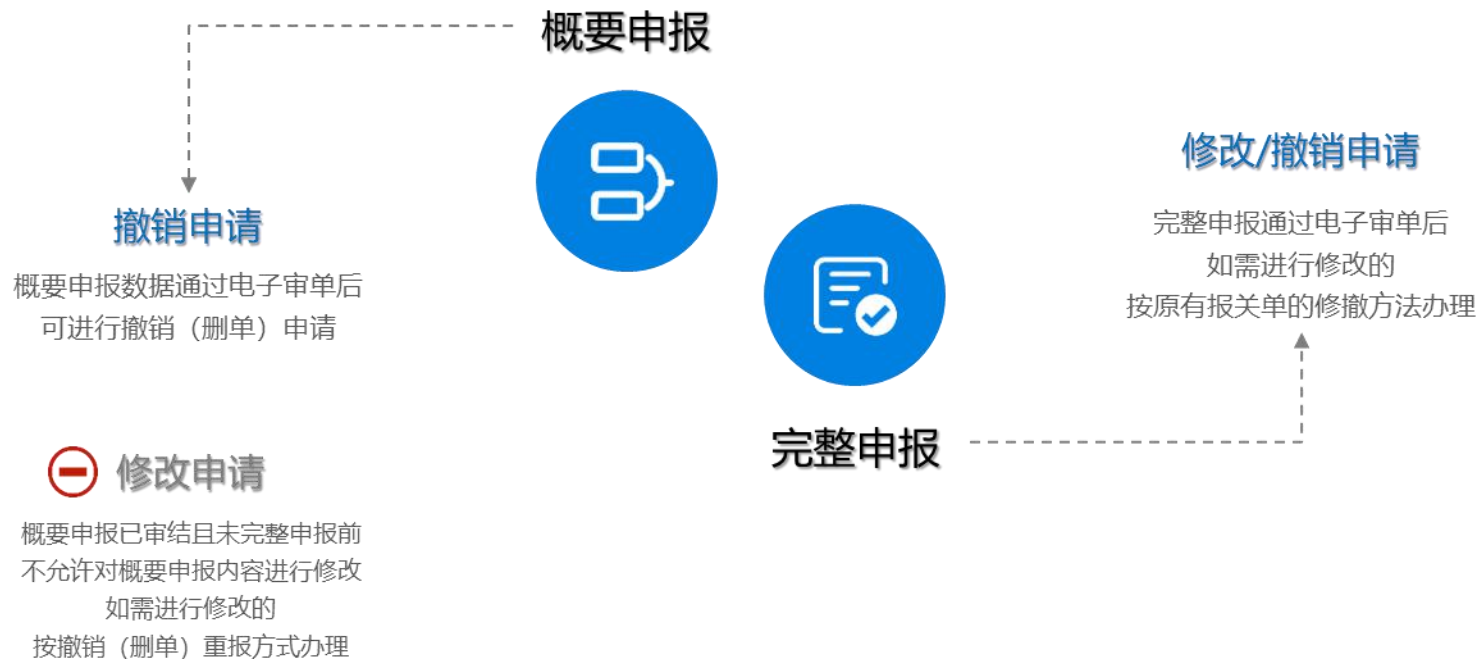 概要申报
撤销申请
概要申报数据通过电子审单后
可进行撤销（删单）申请
修改申请
概要申报已审结且未完整申报前
不允许对概要申报内容进行修改
如需进行修改的
按撤销（删单）重报方式办理
完整申报
修改/撤销申请
完整申报通过电子审单后
如需进行修改的
按原有报关单的修撤方法办理